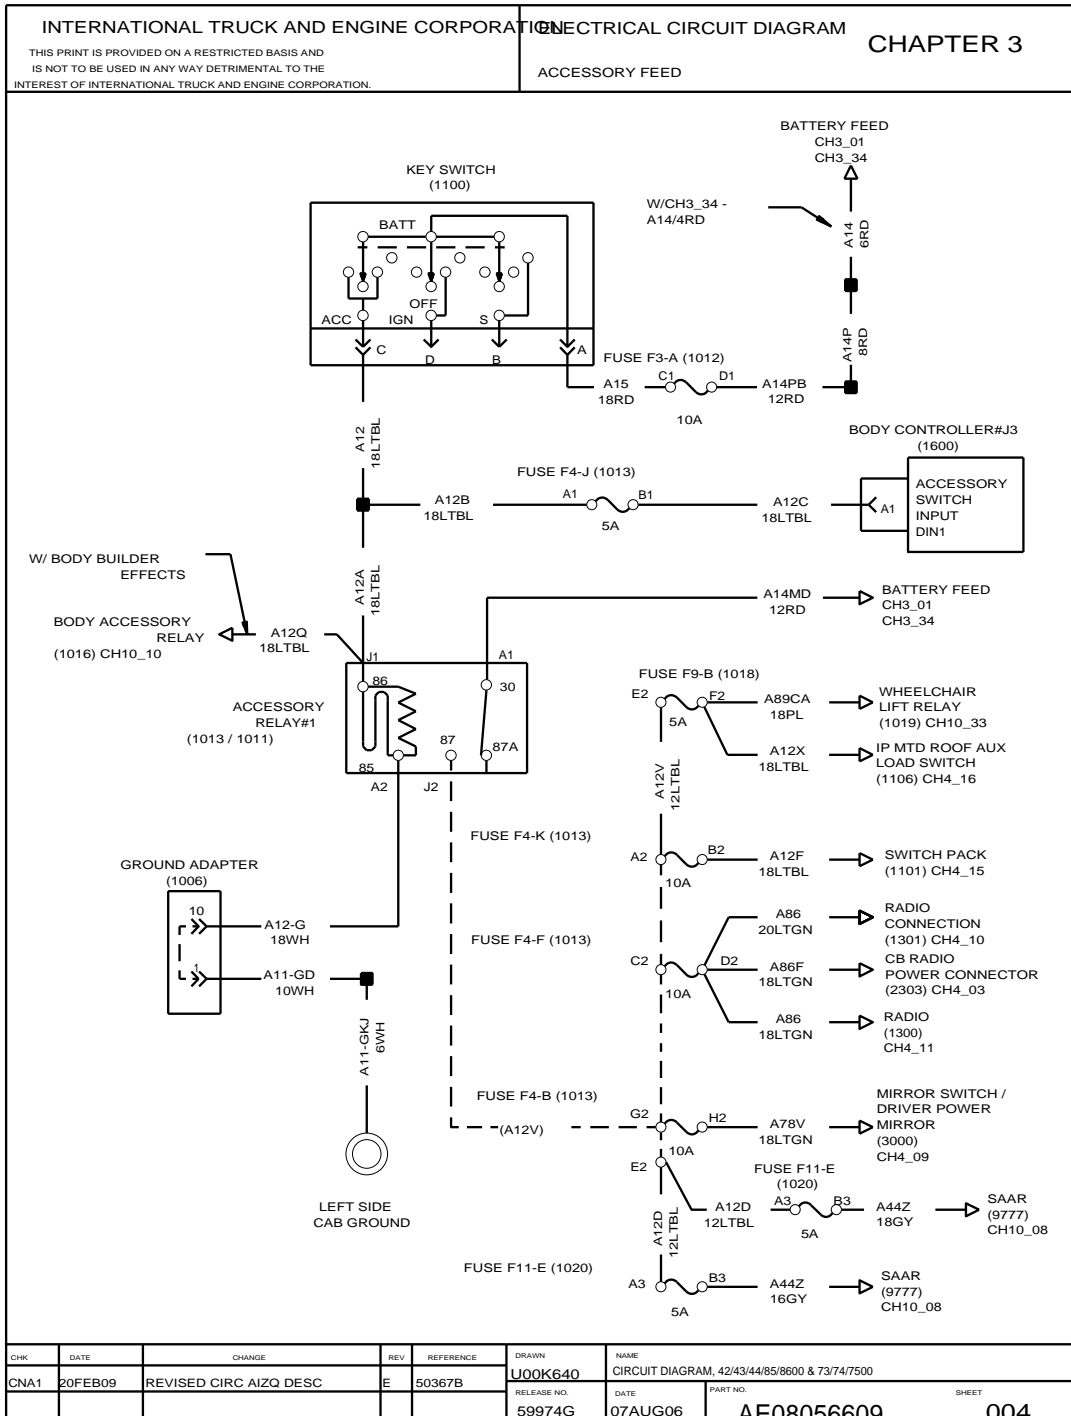 INTERNATIONAL TRUCK AND ENGINE CORPORATION
THIS PRINT IS PROVIDED ON A RESTRICTED BASIS AND
IS NOT TO BE USED IN ANY WAY DETRIMENTAL TO THE
INTEREST OF INTERNATIONAL TRUCK AND ENGINE CORPORATION.
ELECTRICAL CIRCUIT DIAGRAM
ACCESSORY FEED
CHAPTER 3
BATTERY FEED
CH3_01
CH3_34
KEY SWITCH
(1100)
W/CH3_34 -
A14/4RD
A14
6RD
BATT
OFF
ACC
IGN
S
C
D
B
A
A14P
8RD
FUSE F3-A (1012)
A15
18RD
C1
D1
10A
A14PB
12RD
A12
18LTBL
BODY CONTROLLER#J3
(1600)
FUSE F4-J (1013)
A12B
18LTBL
A1
B1
5A
A12C
18LTBL
A1
ACCESSORY
SWITCH
INPUT
DIN1
W/ BODY BUILDER
EFFECTS
A12A
18LTBL
A14MD
12RD
BATTERY FEED
CH3_01
CH3_34
BODY ACCESSORY
RELAY
(1016) CH10_10
A12Q
18LTBL
J1
A1
86
30
ACCESSORY
RELAY#1
(1013 / 1011)
87
87A
85
A2
J2
FUSE F9-B (1018)
E2
F2
5A
A89CA
18PL
WHEELCHAIR
LIFT RELAY
(1019) CH10_33
A12X
18LTBL
IP MTD ROOF AUX
LOAD SWITCH
(1106) CH4_16
A12V
12LTBL
FUSE F4-K (1013)
A2
B2
10A
A12F
18LTBL
SWITCH PACK
(1101) CH4_15
GROUND ADAPTER
(1006)
10
A12-G
18WH
1
A11-GD
10WH
A11-GKJ
6WH
FUSE F4-F (1013)
C2
D2
10A
A86
20LTGN
RADIO
CONNECTION
(1301) CH4_10
A86F
18LTGN
CB RADIO
POWER CONNECTOR
(2303) CH4_03
A86
18LTGN
RADIO
(1300)
CH4_11
FUSE F4-B (1013)
(A12V)
G2
H2
10A
A78V
18LTGN
MIRROR SWITCH /
DRIVER POWER
MIRROR
(3000)
CH4_09
LEFT SIDE
CAB GROUND
E2
A12D
12LTBL
FUSE F11-E
(1020)
A3
B3
5A
A44Z
18GY
SAAR
(9777)
CH10_08
A12D
12LTBL
FUSE F11-E (1020)
A3
B3
5A
A44Z
16GY
SAAR
(9777)
CH10_08
CHK DATE CHANGE REV REFERENCE
CNA1 20FEB09 REVISED CIRC AIZQ DESC E 50367B
DRAWN
U00K640
NAME
CIRCUIT DIAGRAM, 42/43/44/85/8600 & 73/74/7500
RELEASE NO.
59974G
DATE
07AUG06
PART NO.
AE08056609
SHEET
004